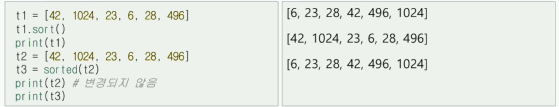 t1 = [42, 1024, 23, 6, 28, 496]
t1.sort()
print(t1)
t2 = [42, 1024, 23, 6, 28, 496]
t3 = sorted(t2)
print(t2) # 변경되지 않음
print(t3)
[6, 23, 28, 42, 496, 1024]
[42, 1024, 23, 6, 28, 496]
[6, 23, 28, 42, 496, 1024]